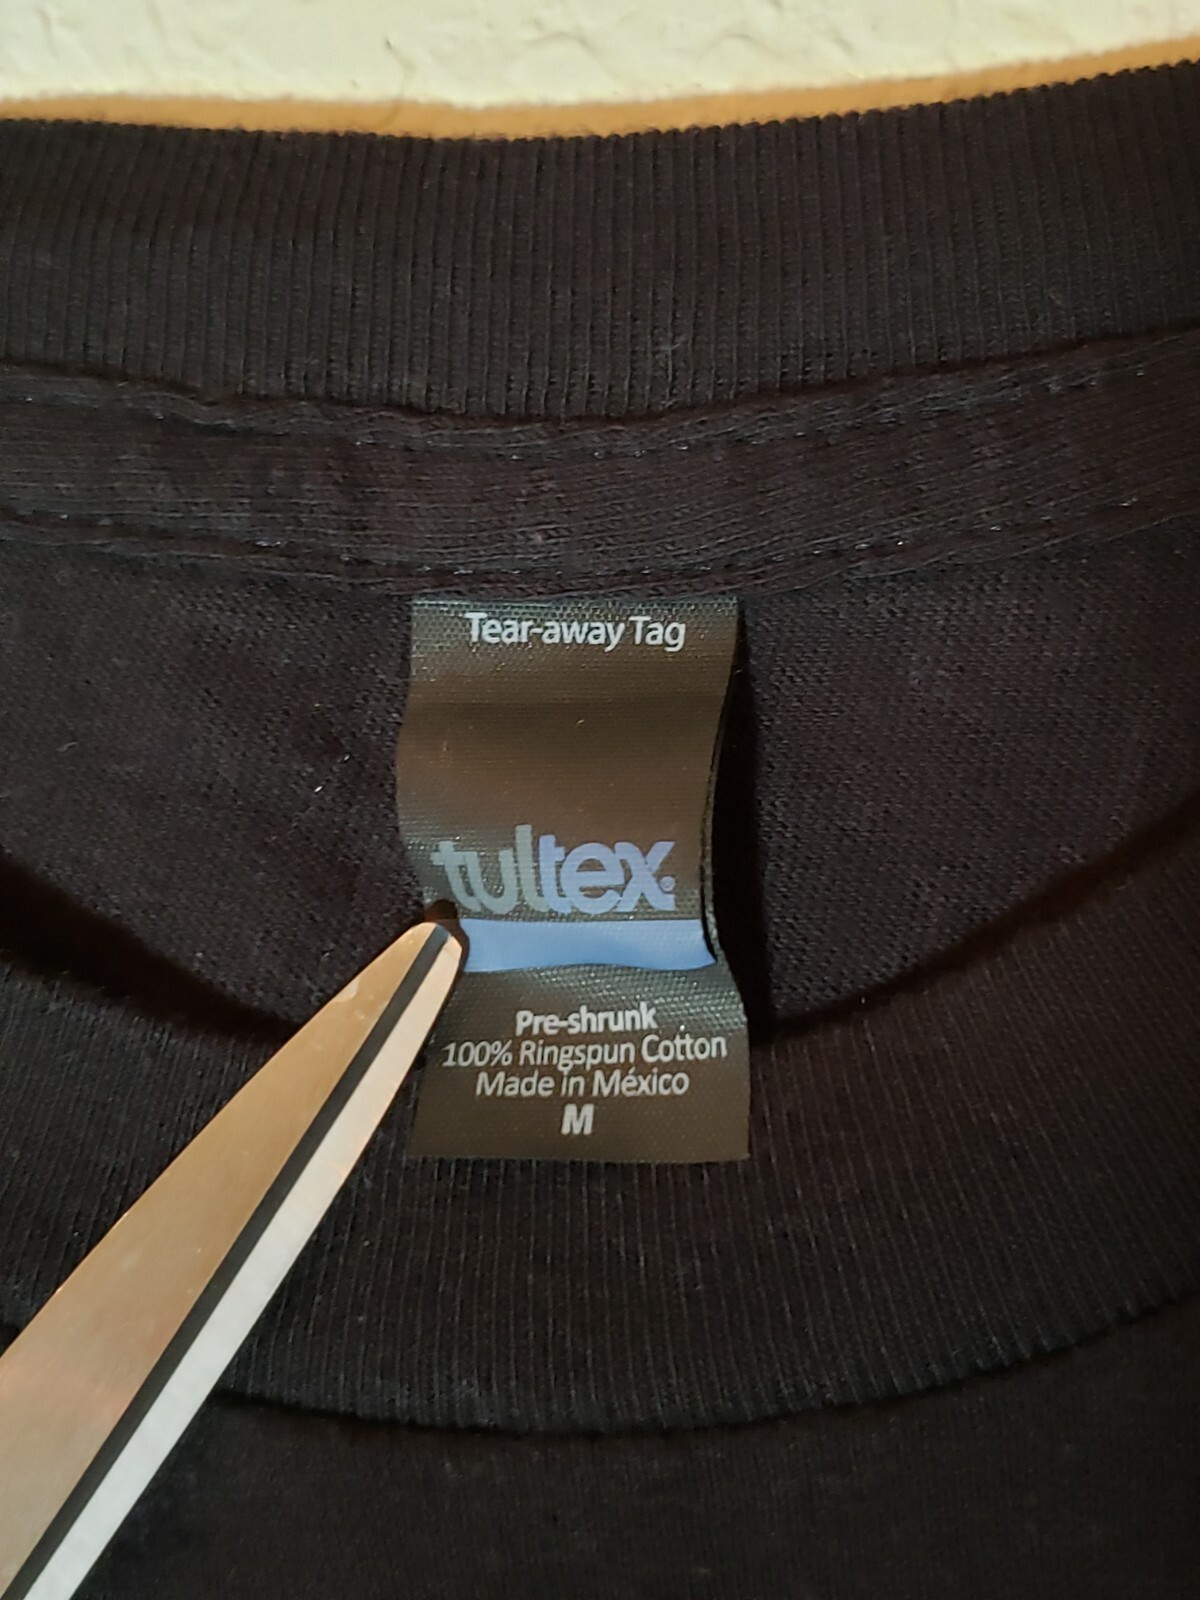 Tear-away Tag
tultex®
Pre-shrunk
100% Ringspun Cotton
Made in México
M